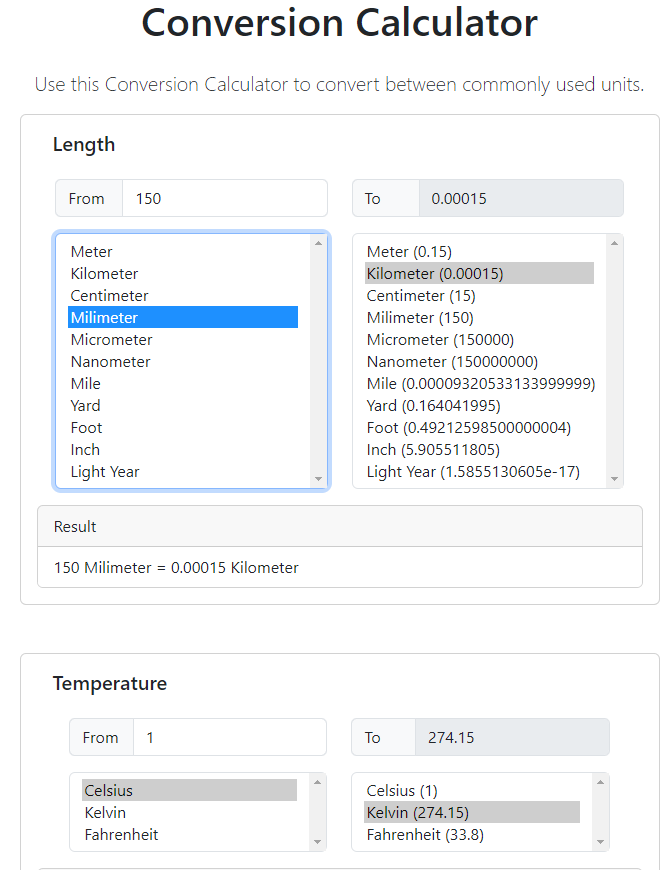 Conversion Calculator
Use this Conversion Calculator to convert between commonly used units.
Length
From 150 To 0.00015
Meter
Kilometer
Centimeter
Milimeter
Micrometer
Nanometer
Mile
Yard
Foot
Inch
Light Year
Meter (0.15)
Kilometer (0.00015)
Centimeter (15)
Milimeter (150)
Micrometer (150000)
Nanometer (150000000)
Mile (0.00009320533133999999)
Yard (0.164041995)
Foot (0.49212598500000004)
Inch (5.905511805)
Light Year (1.5855130605e-17)
Result
150 Milimeter = 0.00015 Kilometer
Temperature
From 1 To 274.15
Celsius
Kelvin
Fahrenheit
Celsius (1)
Kelvin (274.15)
Fahrenheit (33.8)